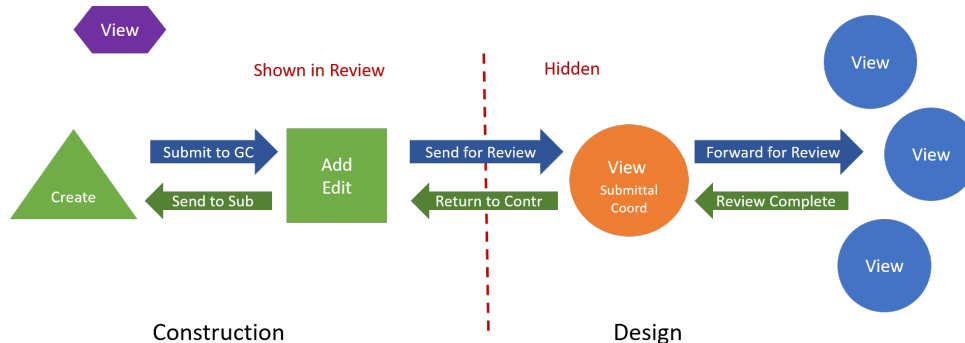 View
Shown in Review
Hidden
View
Submit to GC
Add
Edit
Send for Review
View
Submittal
Coord
Forward for Review
View
Create
Send to Sub
Return to Contr
Review Complete
View
Construction
Design